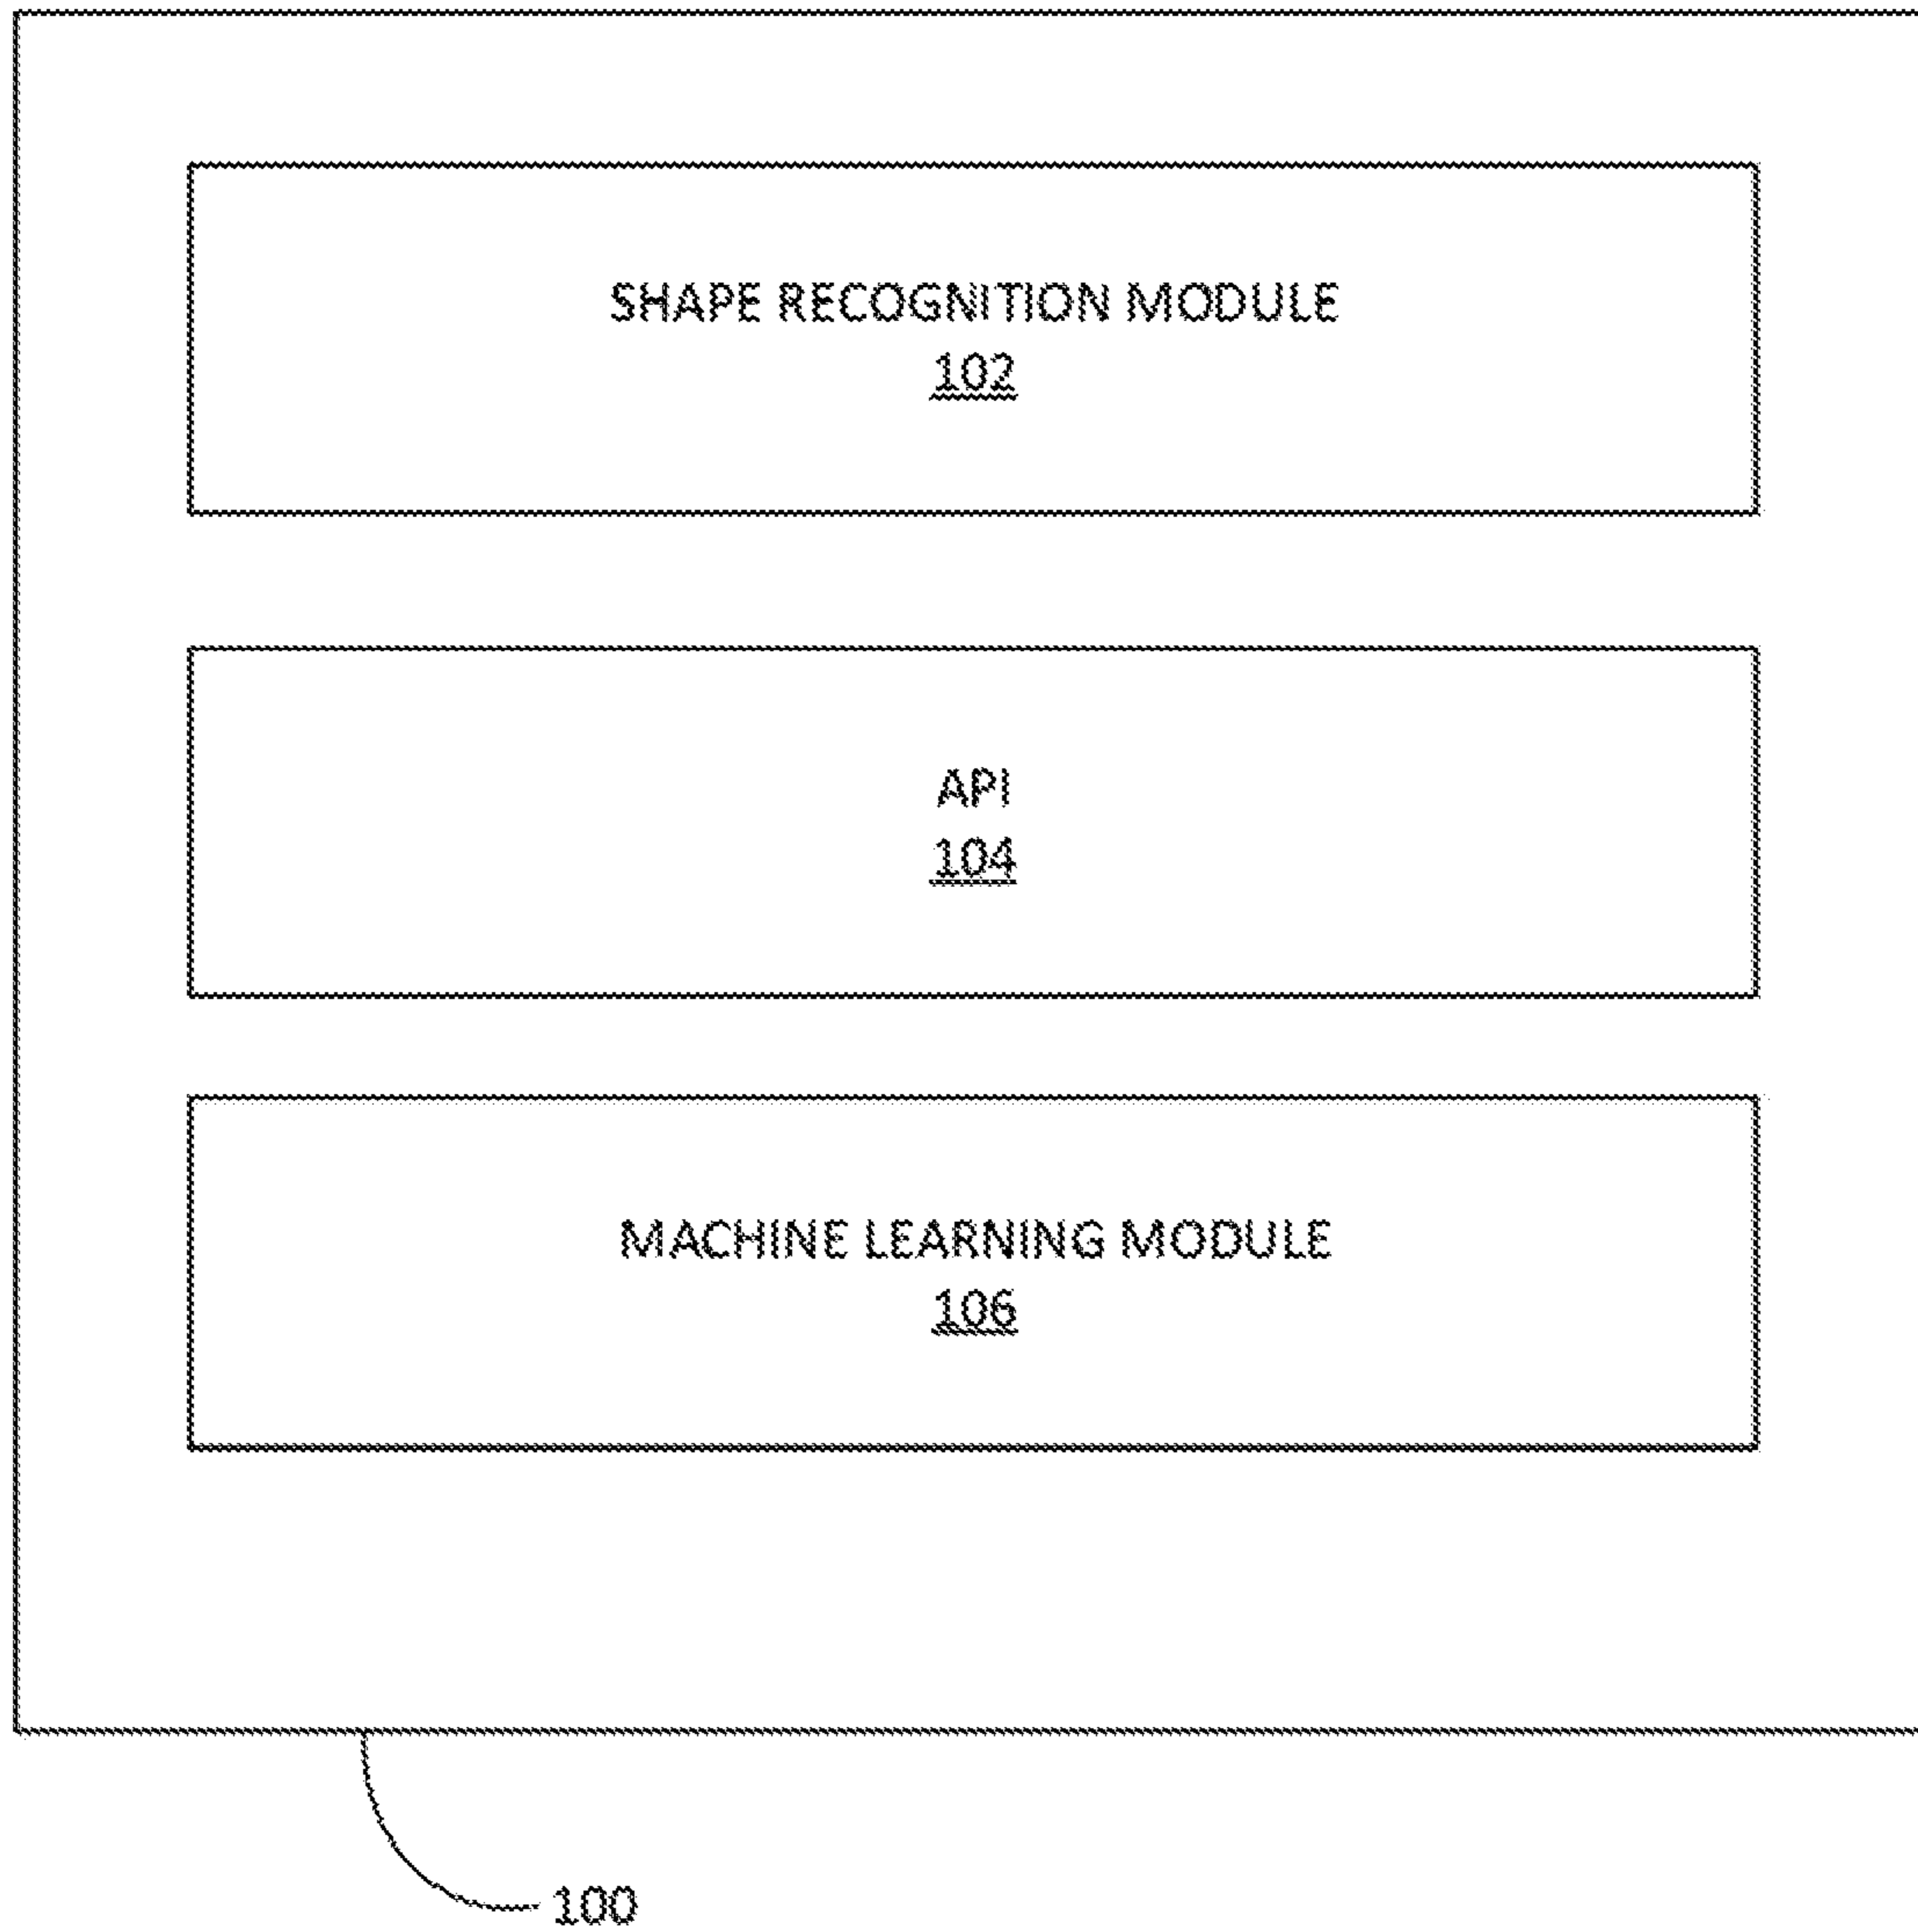 SHAPE RECOGNITION MODULE
102
API
104
MACHINE LEARNING MODULE
106
100